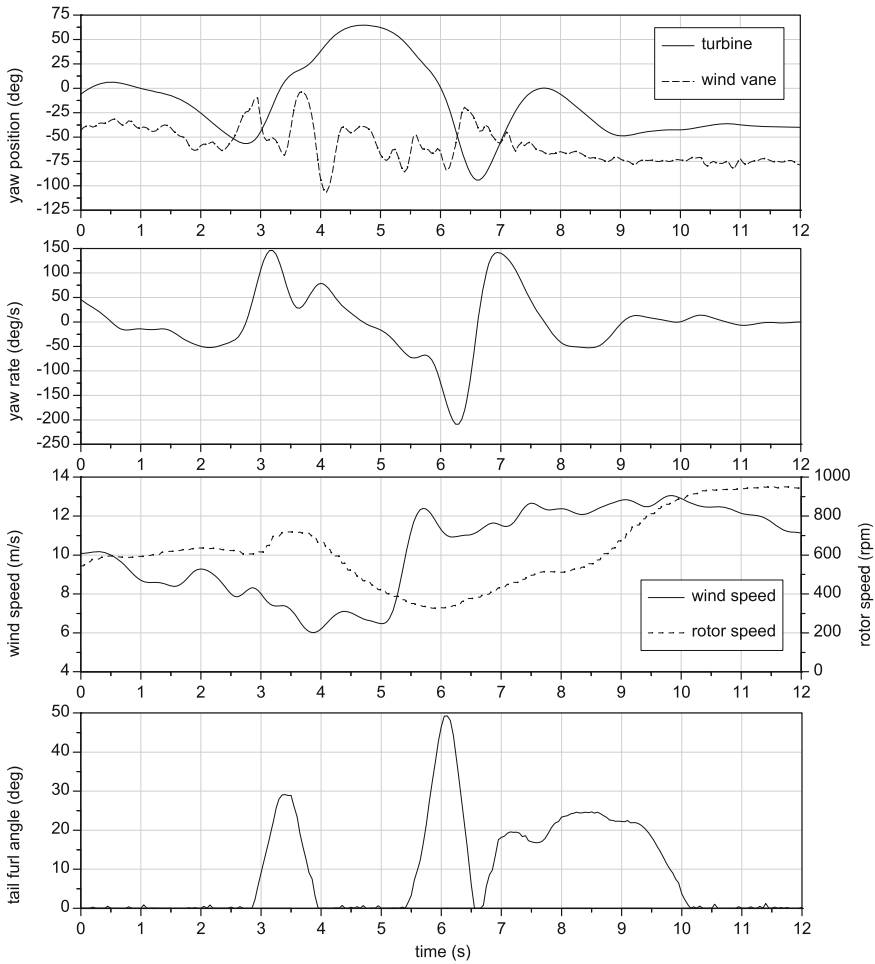 yaw position (deg)
75
50
25
0
-25
-50
-75
-100
-125
turbine
wind vane
0 1 2 3 4 5 6 7 8 9 10 11 12
yaw rate (deg/s)
150
100
50
0
-50
-100
-150
-200
-250
0 1 2 3 4 5 6 7 8 9 10 11 12
wind speed (m/s)
14
12
10
8
6
4
wind speed
rotor speed
1000
800
600
400
200
0
rotor speed (rpm)
0 1 2 3 4 5 6 7 8 9 10 11 12
tail furl angle (deg)
50
40
30
20
10
0
0 1 2 3 4 5 6 7 8 9 10 11 12
time (s)